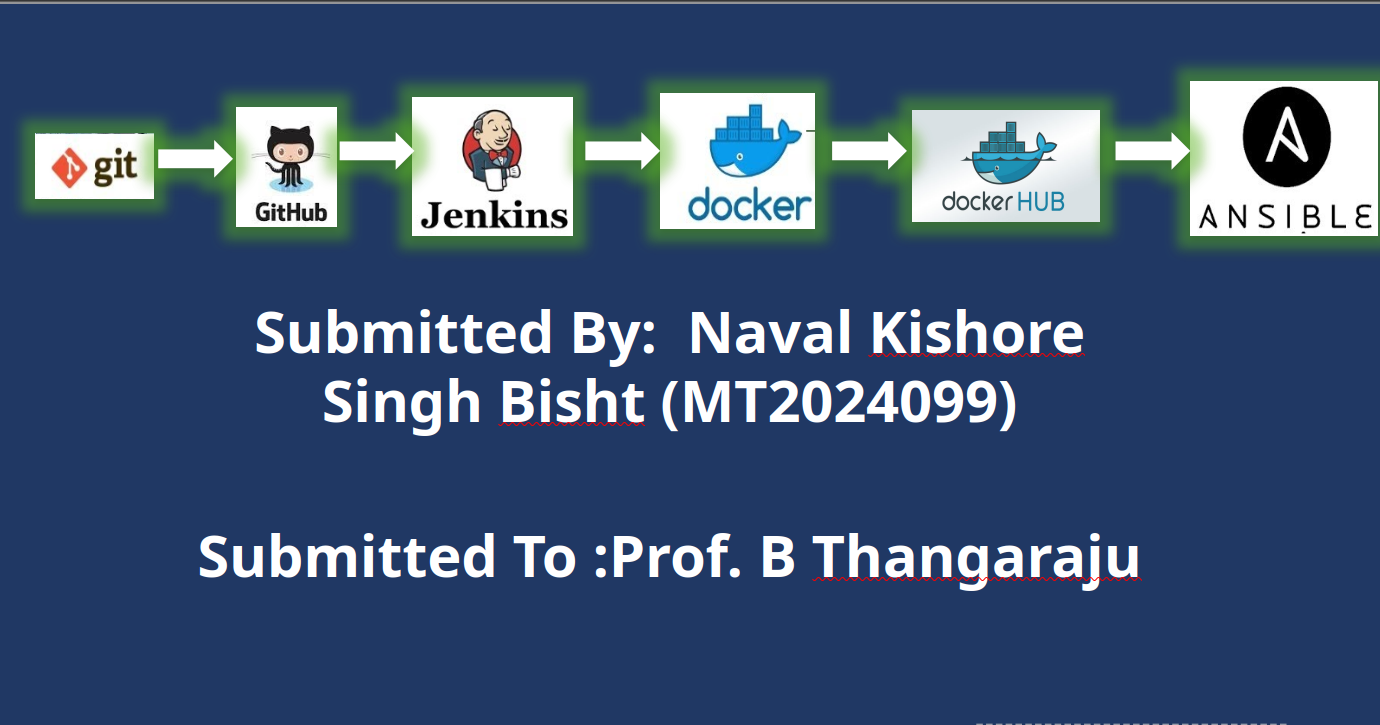 git
GitHub
Jenkins
docker
docker HUB
ANSIBLE
Submitted By:  Naval Kishore
Singh Bisht (MT2024099)
Submitted To :Prof. B Thangaraju